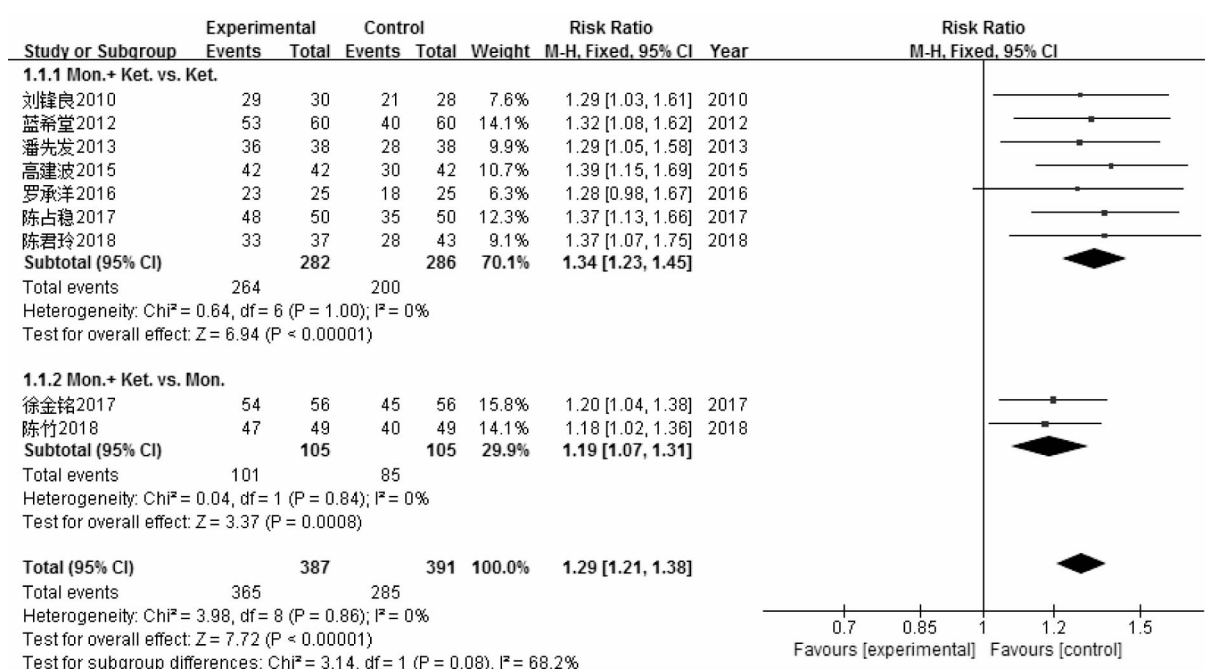 Experimental Control Risk Ratio Risk Ratio
Study or Subgroup Events Total Events Total Weight M-H, Fixed, 95% CI Year M-H, Fixed, 95% CI
1.1.1 Mon.+ Ket. vs. Ket.
刘锋良2010 29 30 21 28 7.6% 1.29 [1.03, 1.61] 2010
蓝希堂2012 53 60 40 60 14.1% 1.32 [1.08, 1.62] 2012
潘先发2013 36 38 28 38 9.9% 1.29 [1.05, 1.58] 2013
高建波2015 42 42 30 42 10.7% 1.39 [1.15, 1.69] 2015
罗承洋2016 23 25 18 25 6.3% 1.28 [0.98, 1.67] 2016
陈占稳2017 48 50 35 50 12.3% 1.37 [1.13, 1.66] 2017
陈君玲2018 33 37 28 43 9.1% 1.37 [1.07, 1.75] 2018
Subtotal (95% CI) 282 286 70.1% 1.34 [1.23, 1.45]
Total events 264 200
Heterogeneity: Chi² = 0.64, df = 6 (P = 1.00); I² = 0%
Test for overall effect: Z = 6.94 (P < 0.00001)
1.1.2 Mon.+ Ket. vs. Mon.
徐金铭2017 54 56 45 56 15.8% 1.20 [1.04, 1.38] 2017
陈竹2018 47 49 40 49 14.1% 1.18 [1.02, 1.36] 2018
Subtotal (95% CI) 105 105 29.9% 1.19 [1.07, 1.31]
Total events 101 85
Heterogeneity: Chi² = 0.04, df = 1 (P = 0.84); I² = 0%
Test for overall effect: Z = 3.37 (P = 0.0008)
Total (95% CI) 387 391 100.0% 1.29 [1.21, 1.38]
Total events 365 285
Heterogeneity: Chi² = 3.98, df = 8 (P = 0.86); I² = 0%
Test for overall effect: Z = 7.72 (P < 0.00001)
Test for subgroup differences: Chi² = 3.14, df = 1 (P = 0.08), I² = 68.2%
0.7 0.85 1 1.2 1.5
Favours [experimental] Favours [control]